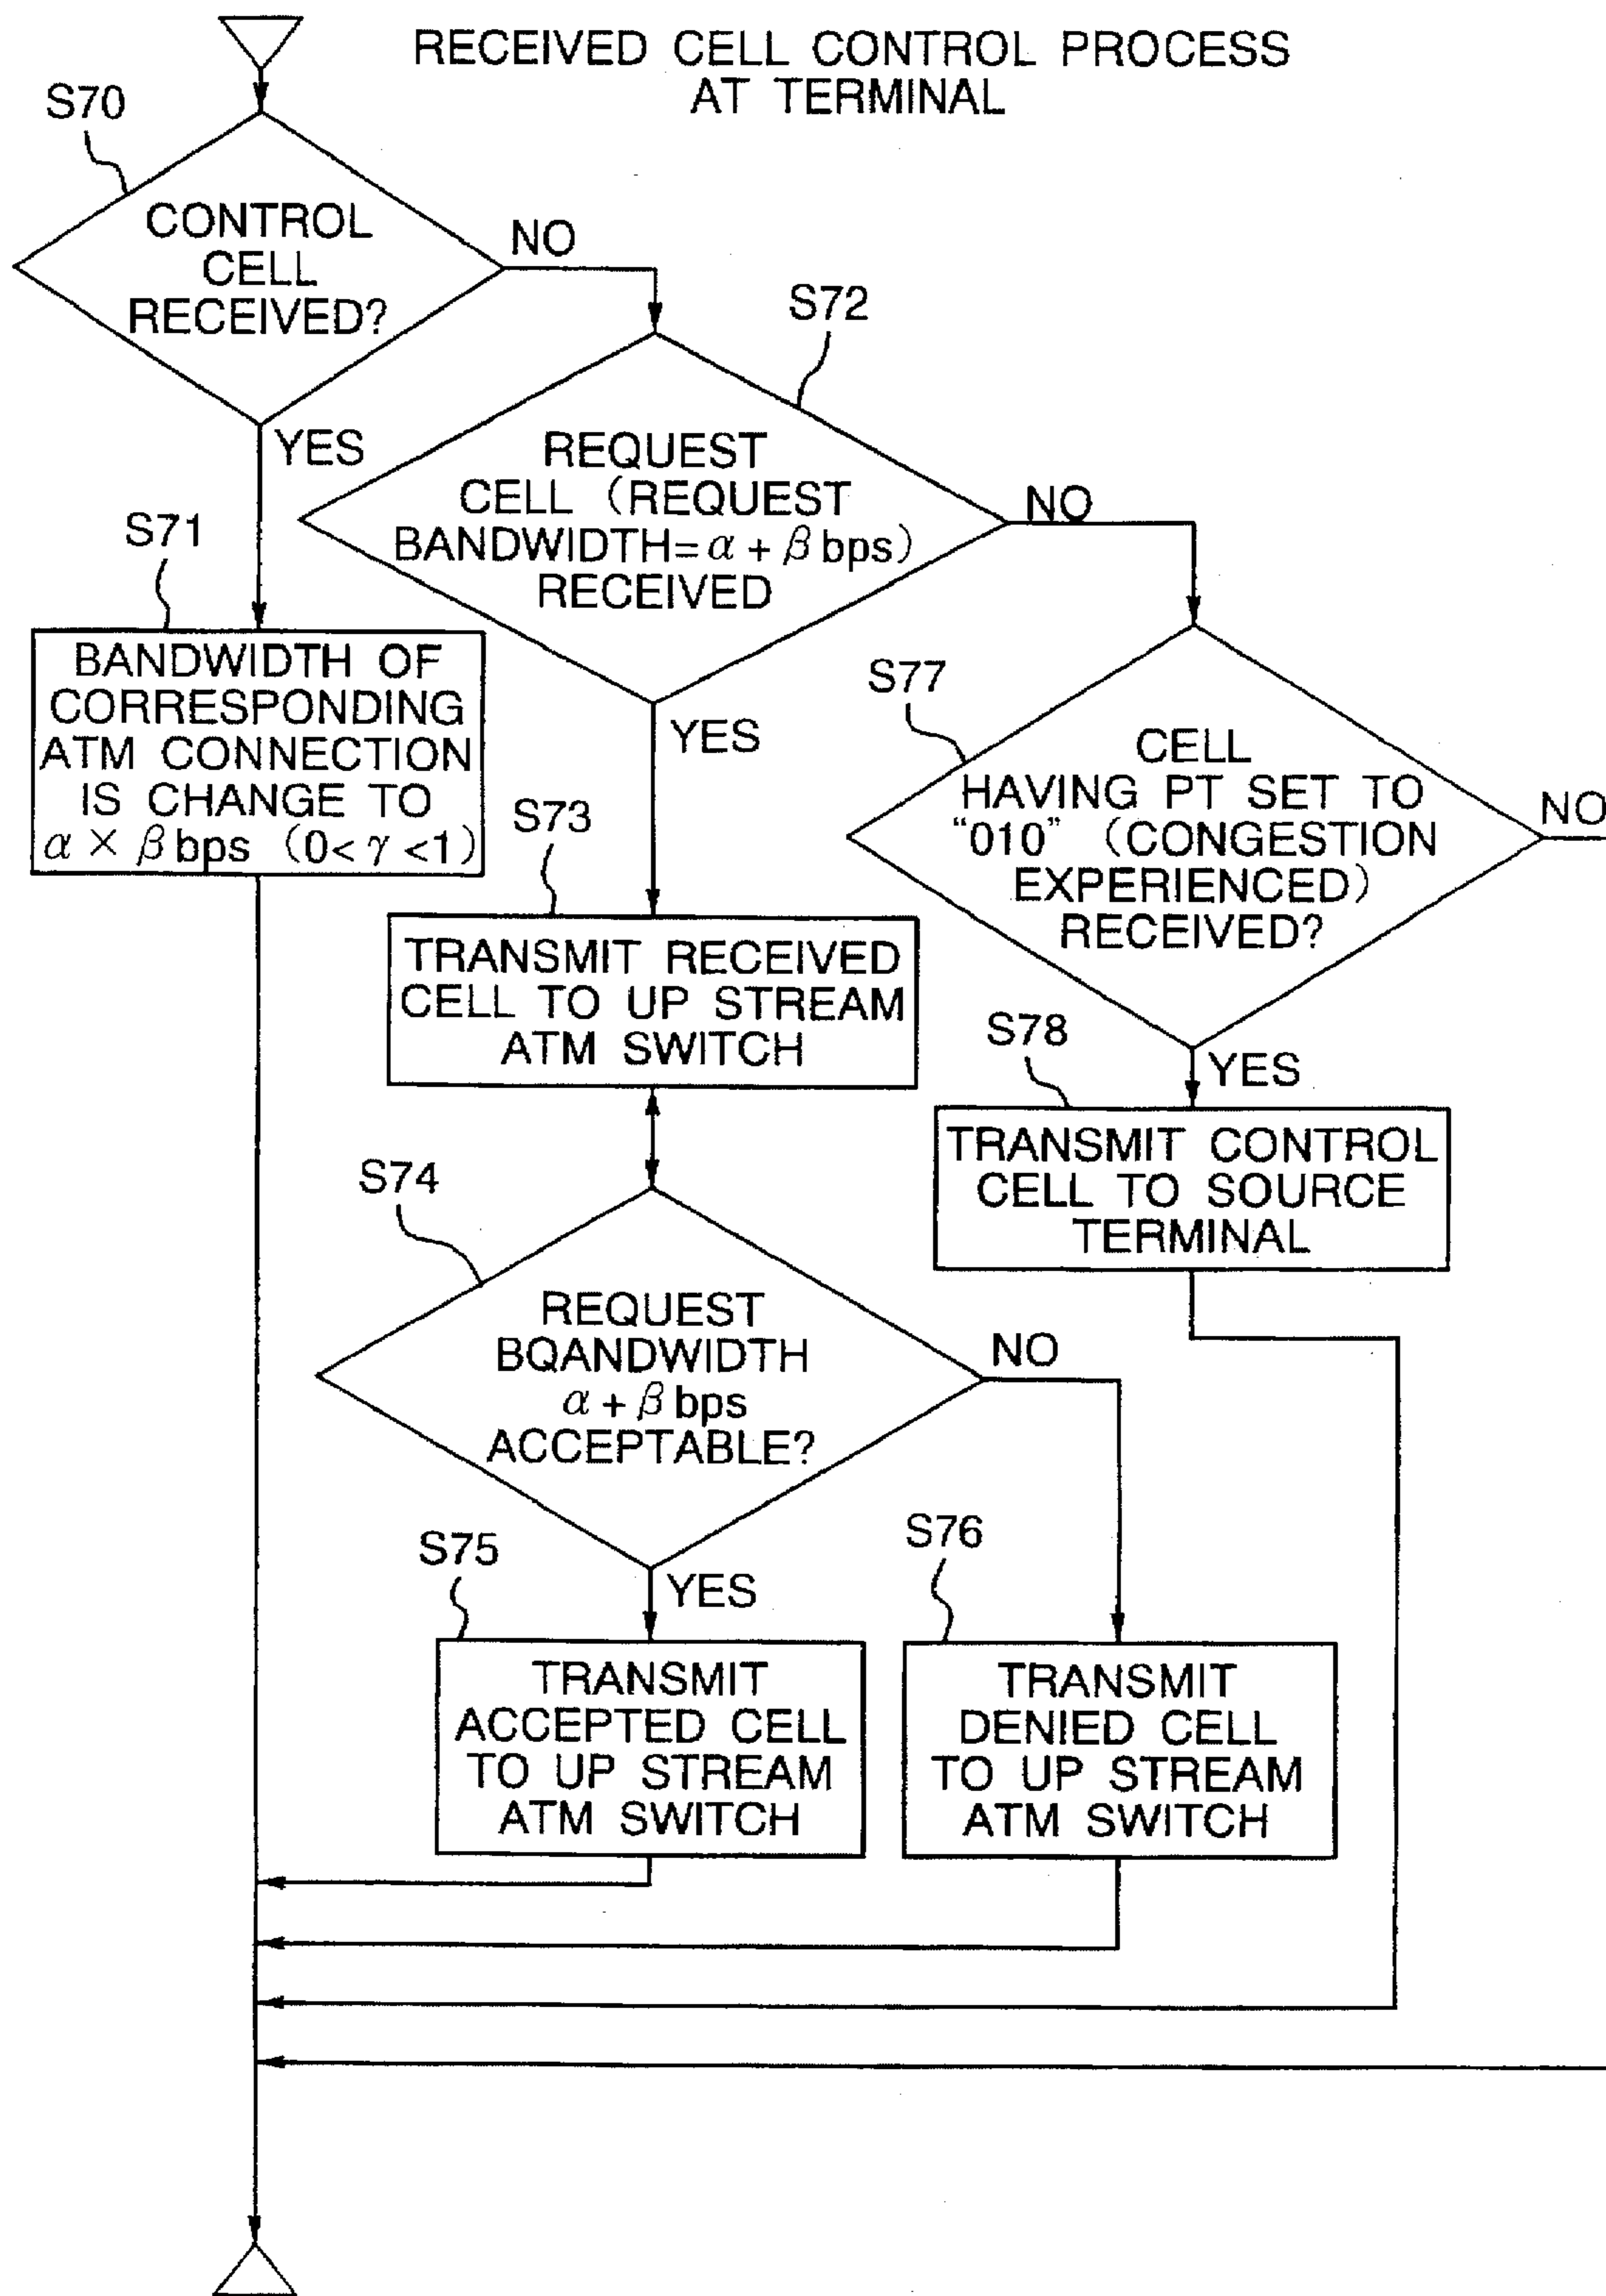 RECEIVED CELL CONTROL PROCESS
AT TERMINAL
S70
CONTROL
CELL
RECEIVED?
NO
YES
S71
BANDWIDTH OF
CORRESPONDING
ATM CONNECTION
IS CHANGE TO
α × β bps (0< γ <1)
S72
REQUEST
CELL (REQUEST
BANDWIDTH= α + β bps)
RECEIVED
NO
YES
S73
TRANSMIT RECEIVED
CELL TO UP STREAM
ATM SWITCH
S74
REQUEST
BQANDWIDTH
α + β bps
ACCEPTABLE?
NO
YES
S75
TRANSMIT
ACCEPTED CELL
TO UP STREAM
ATM SWITCH
S76
TRANSMIT
DENIED CELL
TO UP STREAM
ATM SWITCH
S77
CELL
HAVING PT SET TO
“010” (CONGESTION
EXPERIENCED)
RECEIVED?
NO
YES
S78
TRANSMIT CONTROL
CELL TO SOURCE
TERMINAL